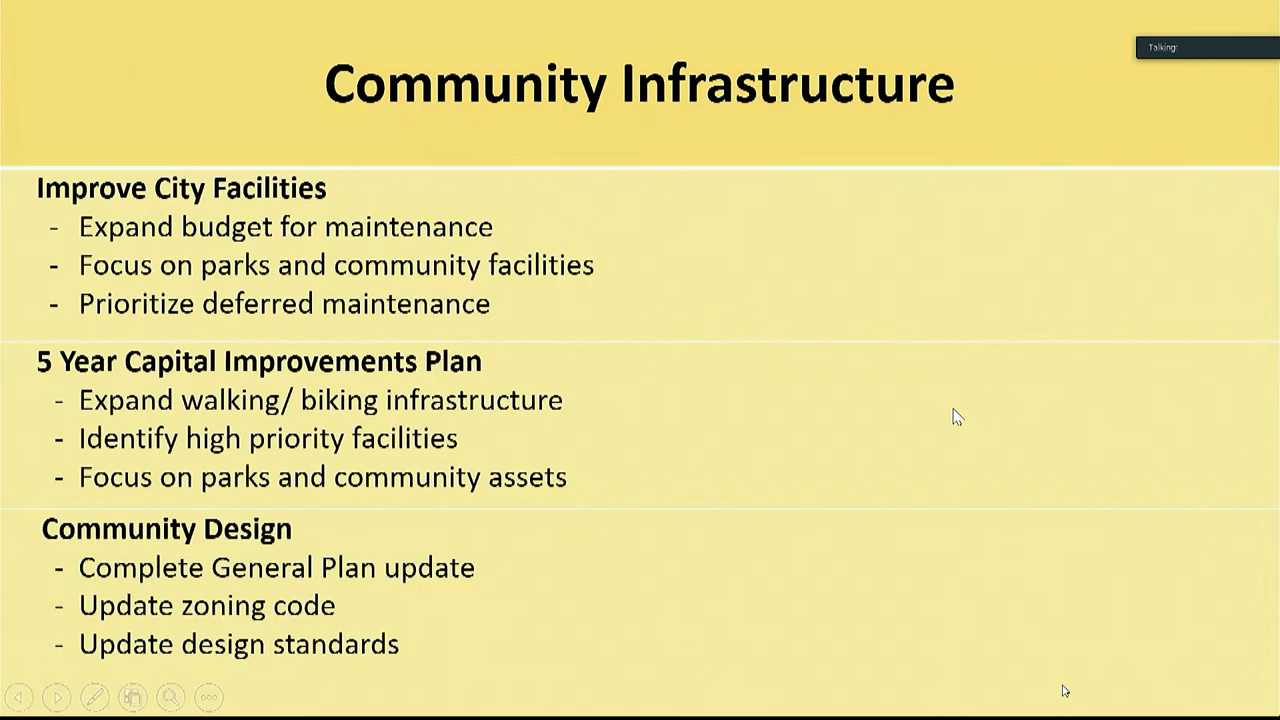 Talking:
Community Infrastructure
Improve City Facilities
- Expand budget for maintenance
- Focus on parks and community facilities
- Prioritize deferred maintenance
5 Year Capital Improvements Plan
- Expand walking/ biking infrastructure
- Identify high priority facilities
- Focus on parks and community assets
Community Design
- Complete General Plan update
- Update zoning code
- Update design standards